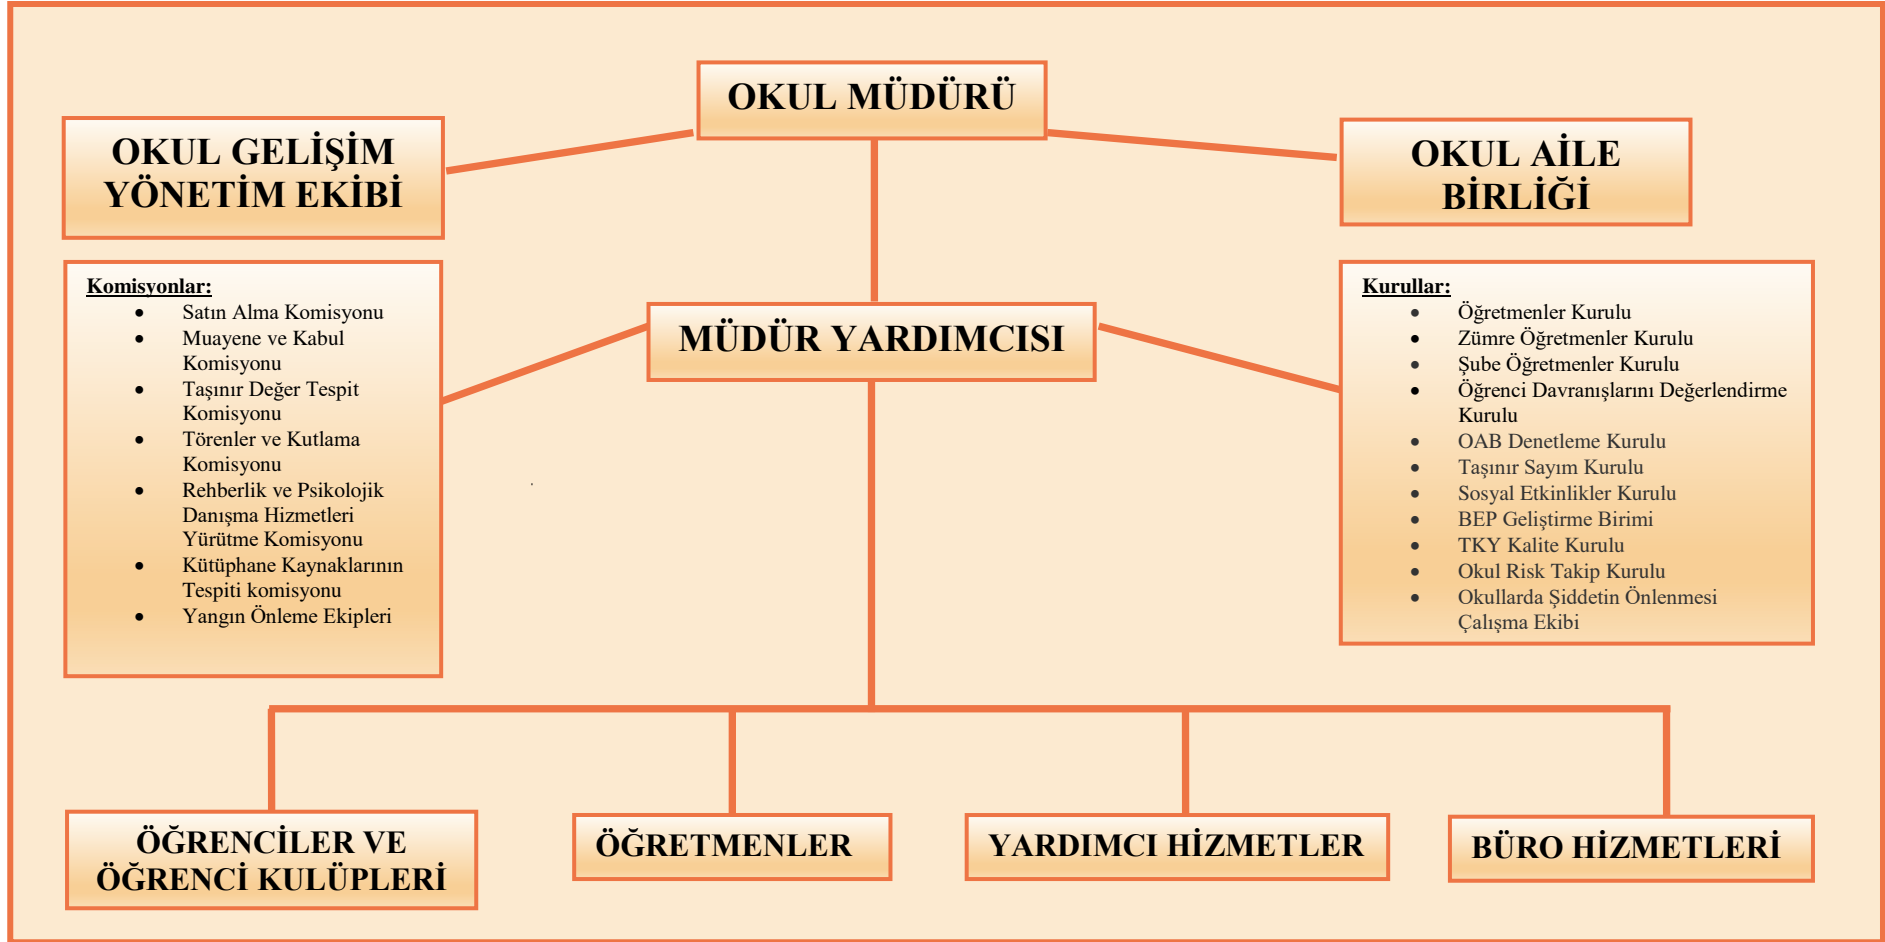 OKUL MÜDÜRÜ
OKUL GELİŞİM
YÖNETİM EKİBİ
OKUL AİLE
BİRLİĞİ
Komisyonlar:
• Satın Alma Komisyonu
• Muayene ve Kabul
Komisyonu
• Taşınır Değer Tespit
Komisyonu
• Törenler ve Kutlama
Komisyonu
• Rehberlik ve Psikolojik
Danışma Hizmetleri
Yürütme Komisyonu
• Kütüphane Kaynaklarının
Tespiti komisyonu
• Yangın Önleme Ekipleri
MÜDÜR YARDIMCISI
Kurullar:
• Öğretmenler Kurulu
• Zümre Öğretmenler Kurulu
• Şube Öğretmenler Kurulu
• Öğrenci Davranışlarını Değerlendirme
Kurulu
• OAB Denetleme Kurulu
• Taşınır Sayım Kurulu
• Sosyal Etkinlikler Kurulu
• BEP Geliştirme Birimi
• TKY Kalite Kurulu
• Okul Risk Takip Kurulu
• Okullarda Şiddetin Önlenmesi
Çalışma Ekibi
ÖĞRENCİLER VE
ÖĞRENCİ KULÜPLERİ
ÖĞRETMENLER
YARDIMCI HİZMETLER
BÜRO HİZMETLERİ